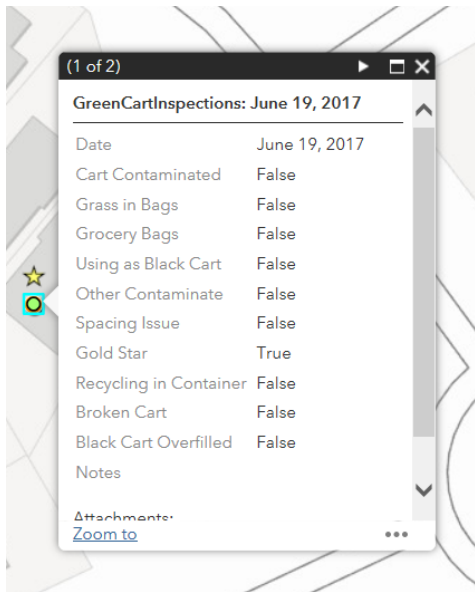 (1 of 2)
GreenCartInspections: June 19, 2017
Date June 19, 2017
Cart Contaminated False
Grass in Bags False
Grocery Bags False
Using as Black Cart False
Other Contaminate False
Spacing Issue False
Gold Star True
Recycling in Container False
Broken Cart False
Black Cart Overfilled False
Notes
Attachments:
Zoom to